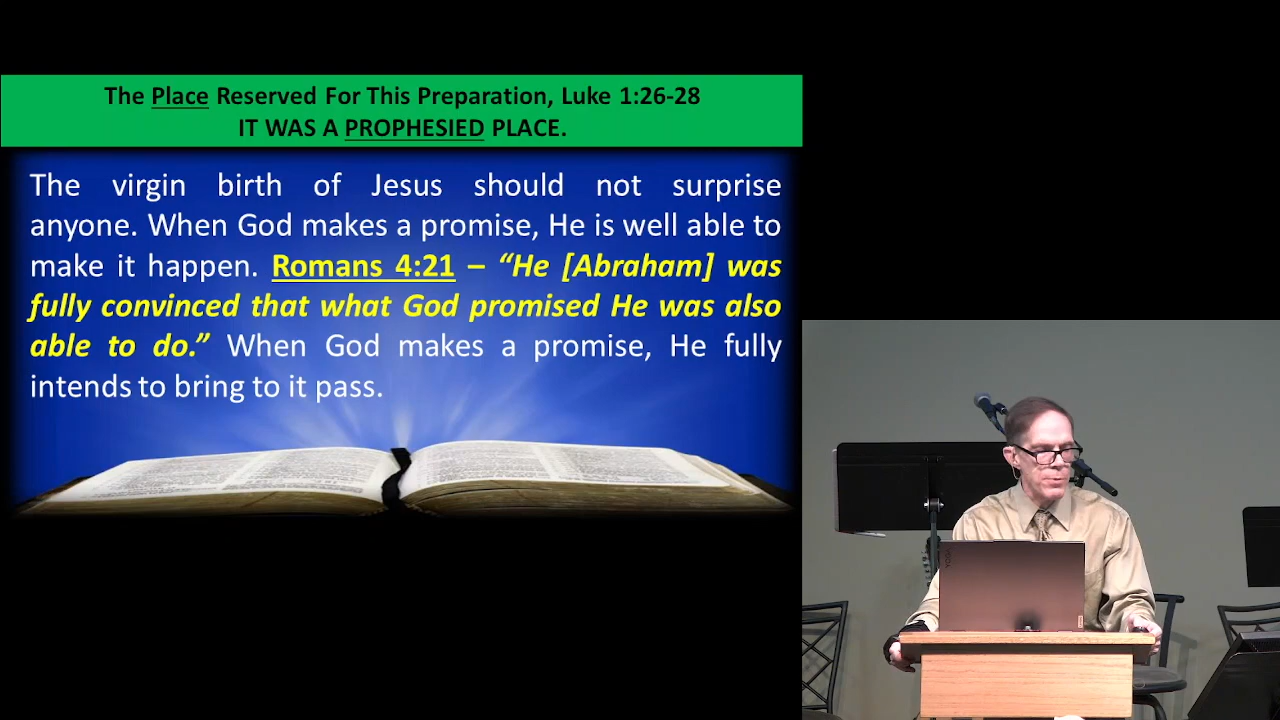 The Place Reserved For This Preparation, Luke 1:26-28
IT WAS A PROPHESIED PLACE.
The virgin birth of Jesus should not surprise
anyone. When God makes a promise, He is well able to
make it happen. Romans 4:21 – “He [Abraham] was
fully convinced that what God promised He was also
able to do.” When God makes a promise, He fully
intends to bring to it pass.